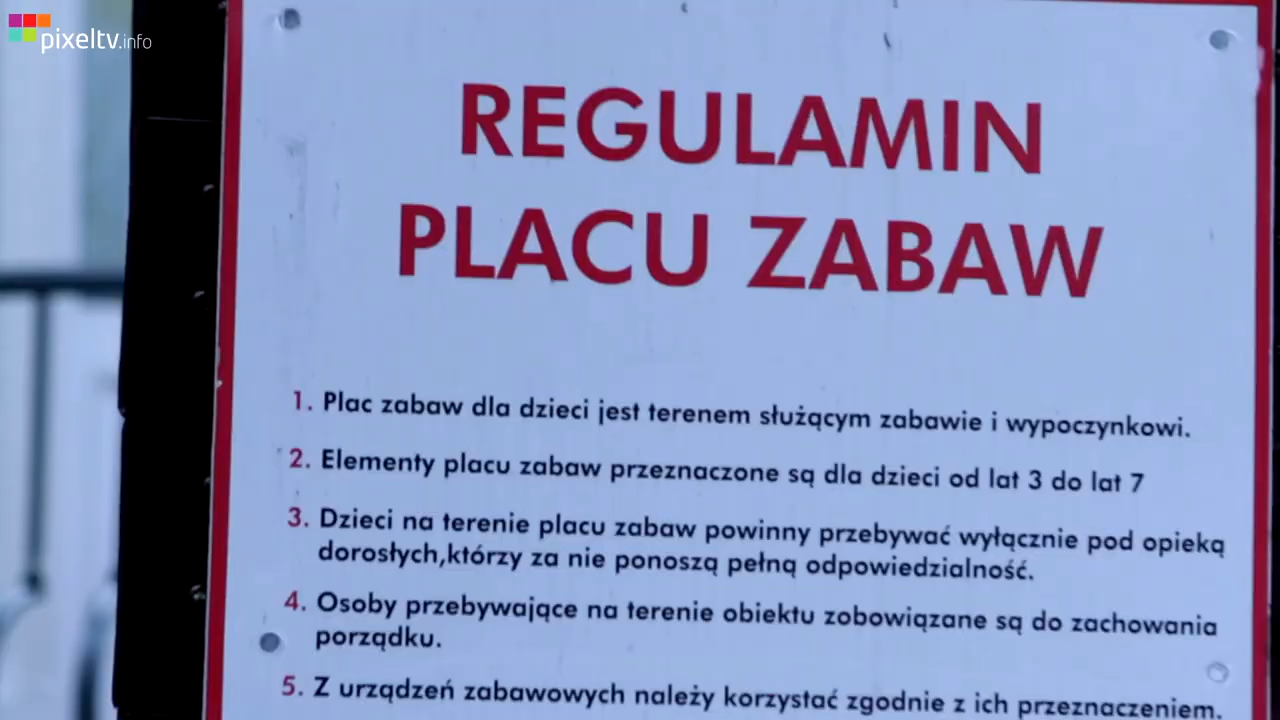 pixeltv.info
REGULAMIN
PLACU ZABAW
1. Plac zabaw dla dzieci jest terenem służącym zabawie i wypoczynkowi.
2. Elementy placu zabaw przeznaczone są dla dzieci od lat 3 do lat 7
3. Dzieci na terenie placu zabaw powinny przebywać wyłącznie pod opieką
dorosłych,którzy za nie ponoszą pełną odpowiedzialność.
4. Osoby przebywające na terenie obiektu zobowiązane są do zachowania
porządku.
5. Z urządzeń zabawowych należy korzystać zgodnie z ich przeznaczeniem.